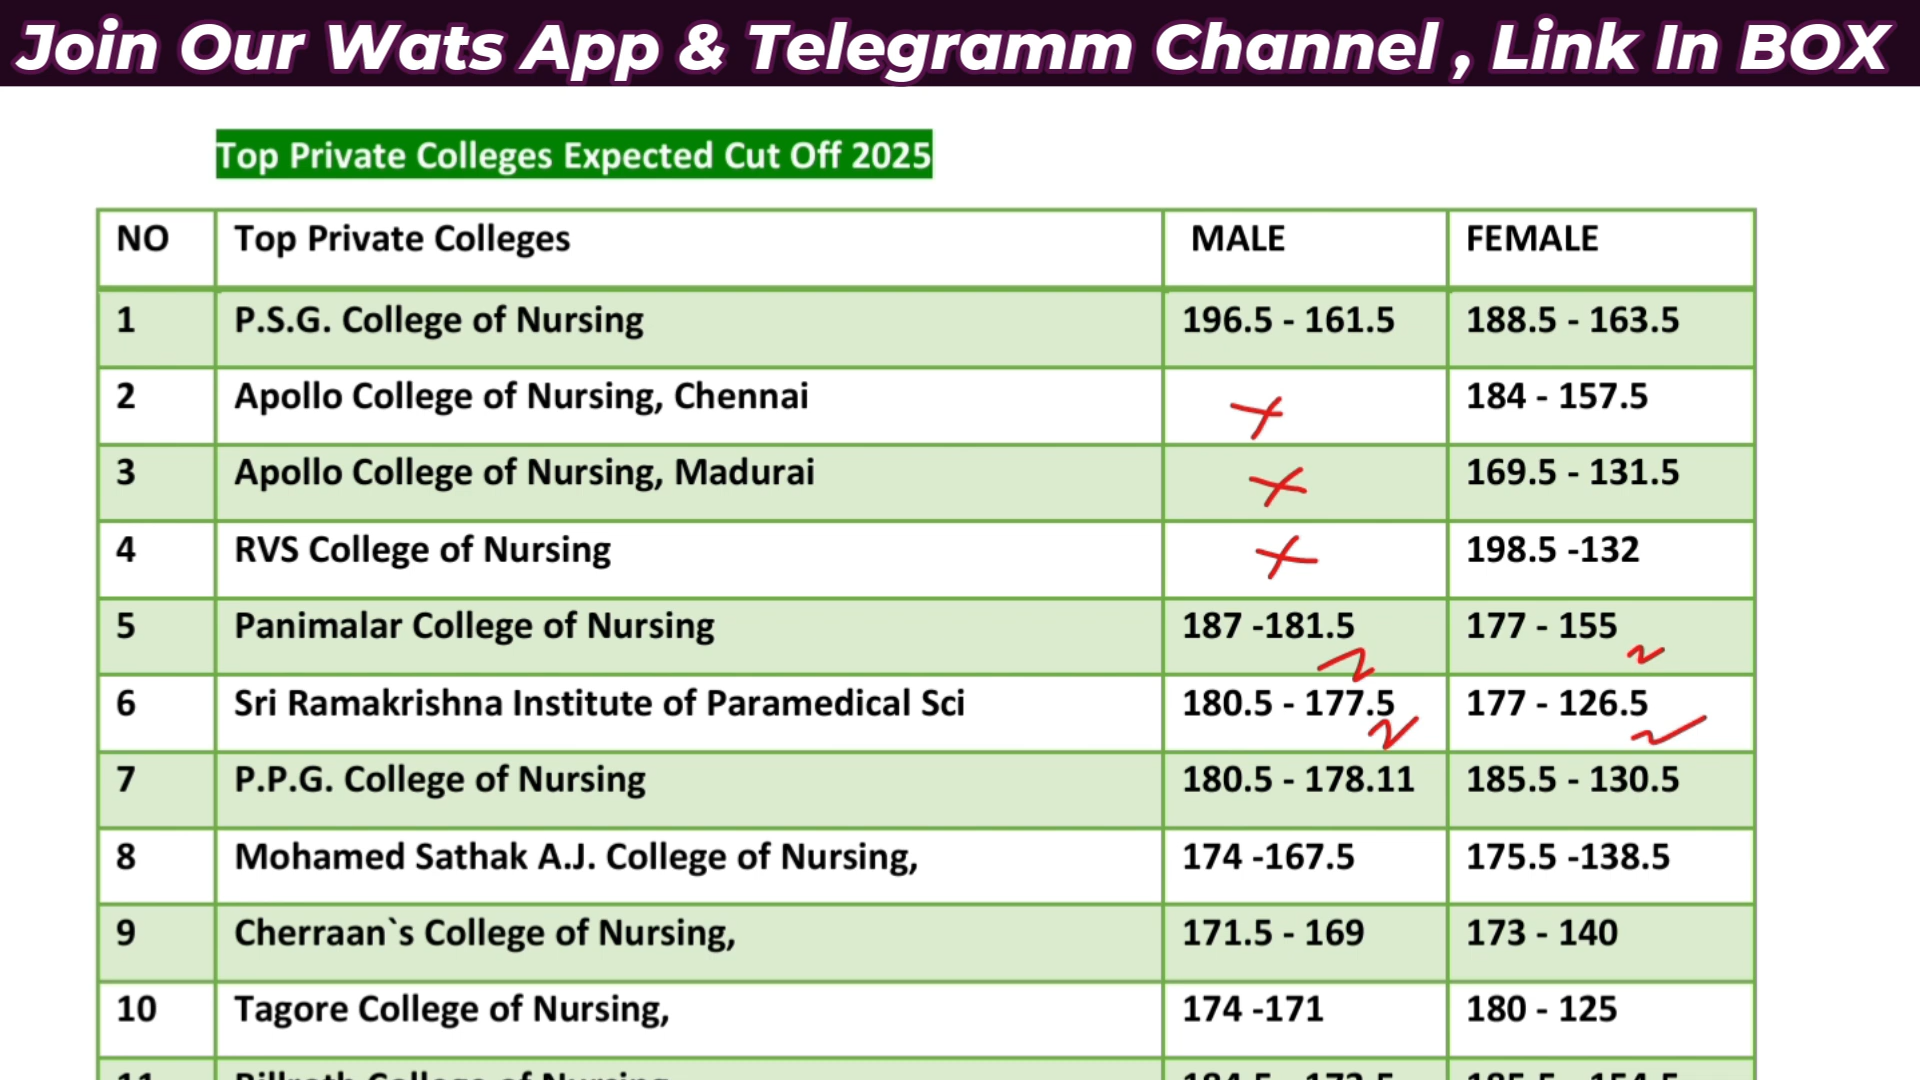 Join Our Wats App & Telegramm Channel , Link In BOX
Top Private Colleges Expected Cut Off 2025
NO Top Private Colleges MALE FEMALE
1 P.S.G. College of Nursing 196.5 - 161.5 188.5 - 163.5
2 Apollo College of Nursing, Chennai 184 - 157.5
3 Apollo College of Nursing, Madurai 169.5 - 131.5
4 RVS College of Nursing 198.5 -132
5 Panimalar College of Nursing 187 -181.5 177 - 155
6 Sri Ramakrishna Institute of Paramedical Sci 180.5 - 177.5 177 - 126.5
7 P.P.G. College of Nursing 180.5 - 178.11 185.5 - 130.5
8 Mohamed Sathak A.J. College of Nursing, 174 -167.5 175.5 -138.5
9 Cherraan`s College of Nursing, 171.5 - 169 173 - 140
10 Tagore College of Nursing, 174 -171 180 - 125
11 College of Nursing